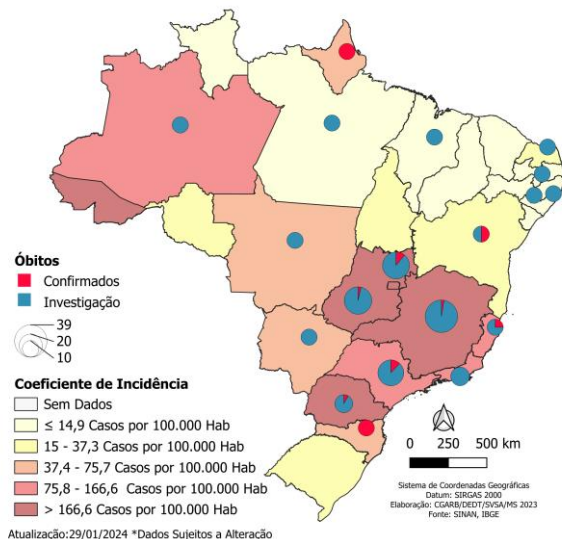 Óbitos
Confirmados
Investigação
39
20
10
Coeficiente de Incidência
Sem Dados
≤ 14,9 Casos por 100.000 Hab
15 - 37,3 Casos por 100.000 Hab
37,4 - 75,7 Casos por 100.000 Hab
75,8 - 166,6 Casos por 100.000 Hab
> 166,6 Casos por 100.000 Hab
0 250 500 km
Sistema de Coordenadas Geográficas
Datum: SIRGAS 2000
Elaboração: CGARB/DEDT/SVSA/MS 2023
Fonte: SINAN, IBGE
Atualização:29/01/2024 *Dados Sujeitos a Alteração